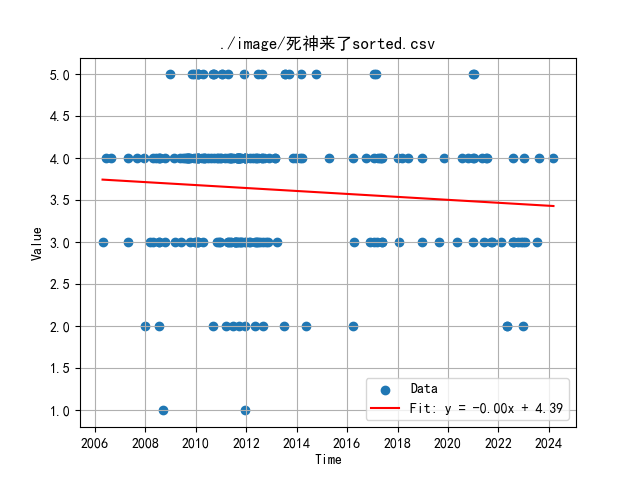 ./image/死神来了sorted.csv
Value
5.0
4.5
4.0
3.5
3.0
2.5
2.0
1.5
1.0
Data
Fit: y = -0.00x + 4.39
2006 2008 2010 2012 2014 2016 2018 2020 2022 2024
Time